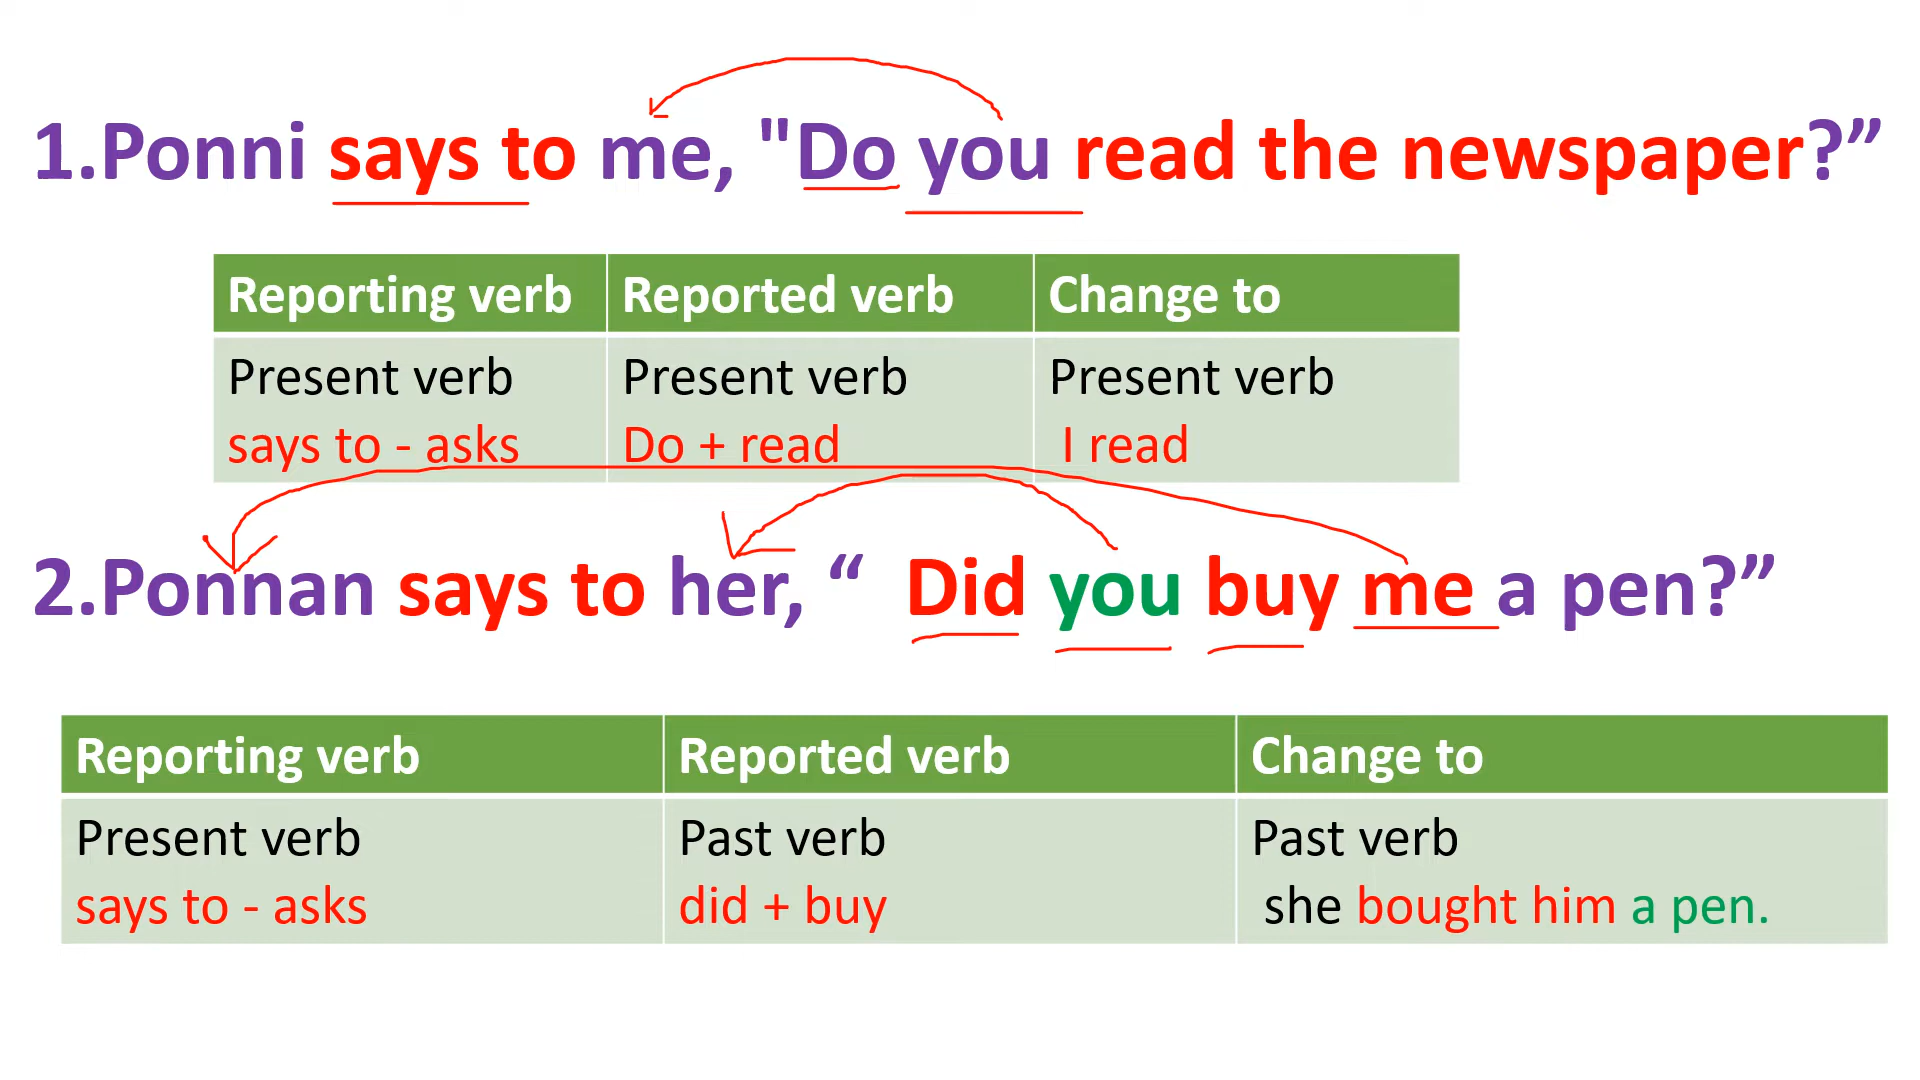 1.Ponni says to me, "Do you read the newspaper?”
Reporting verb Reported verb Change to
Present verb Present verb Present verb
says to - asks Do + read I read
2.Ponnan says to her, “ Did you buy me a pen?”
Reporting verb Reported verb Change to
Present verb Past verb Past verb
says to - asks did + buy she bought him a pen.